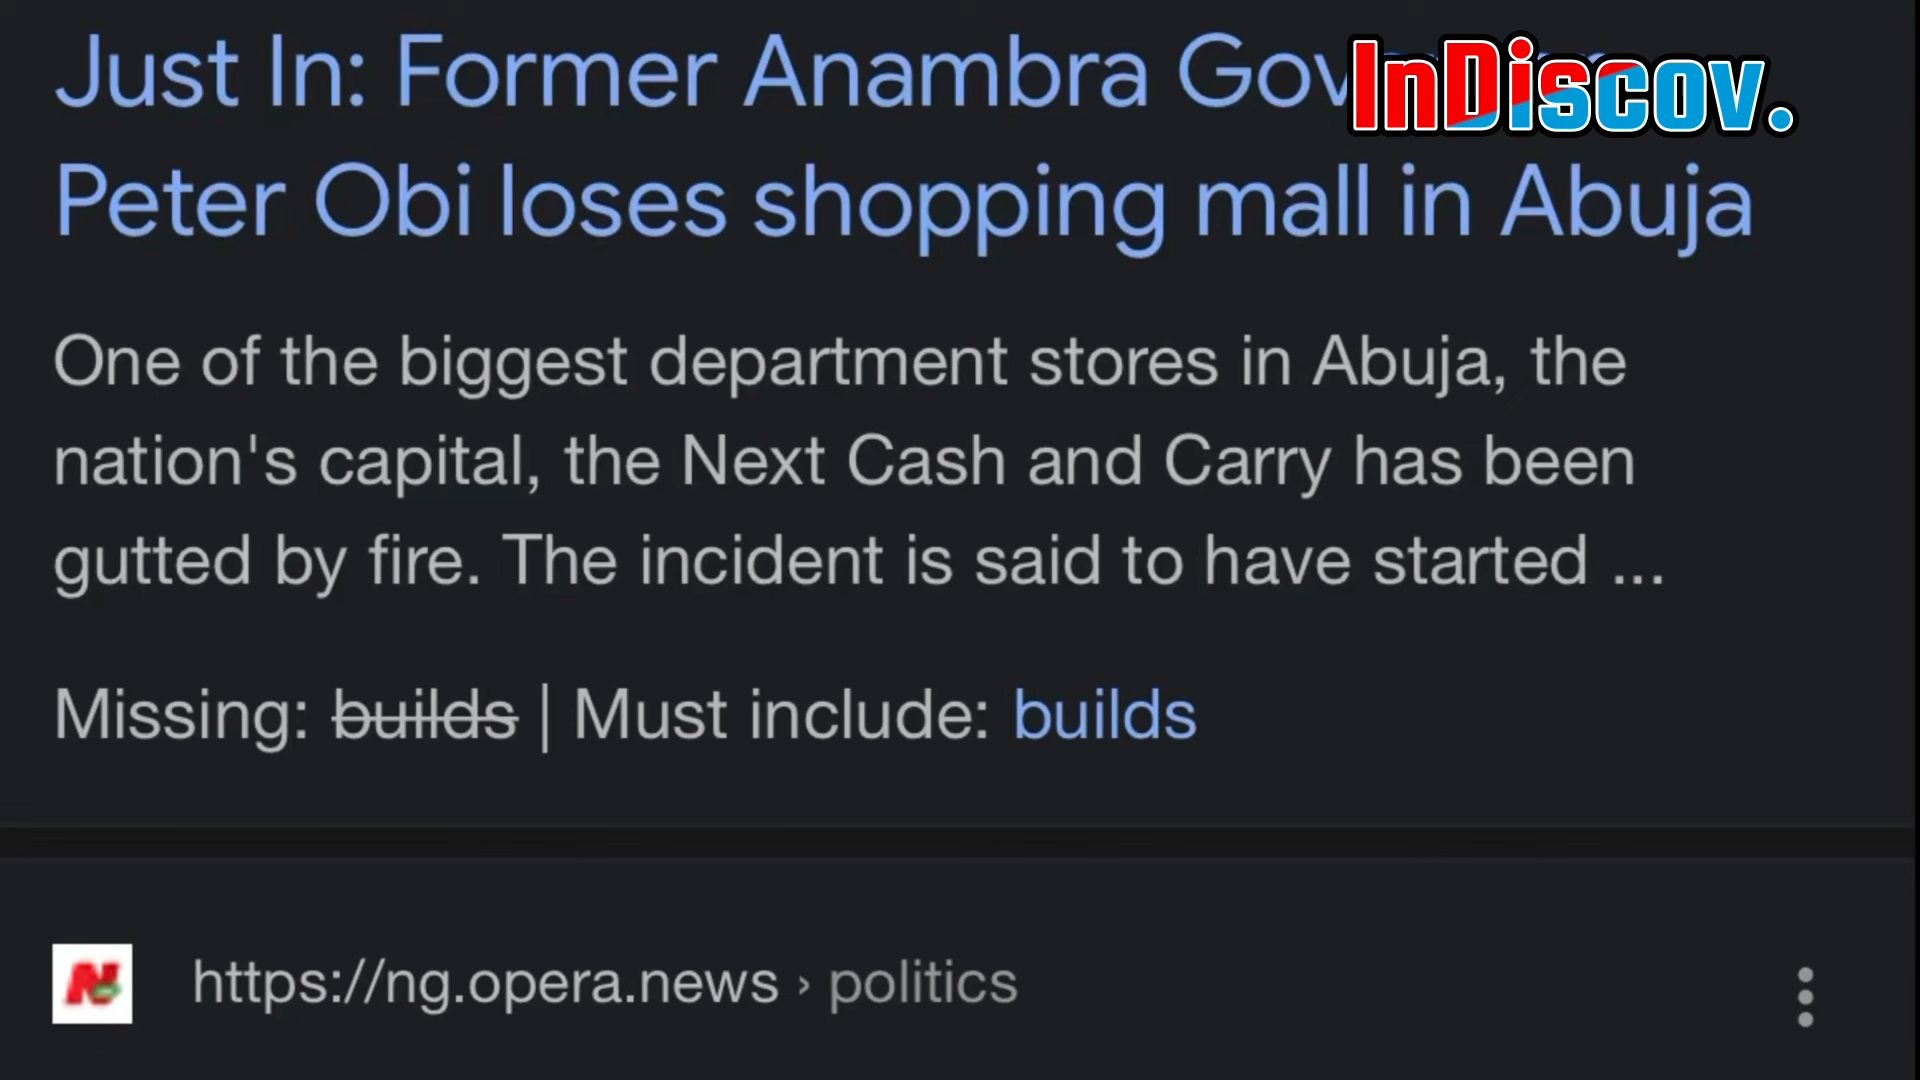 Just In: Former Anambra Gov
InDiscov.
Peter Obi loses shopping mall in Abuja
One of the biggest department stores in Abuja, the
nation's capital, the Next Cash and Carry has been
gutted by fire. The incident is said to have started ...
Missing: builds | Must include: builds
https://ng.opera.news › politics